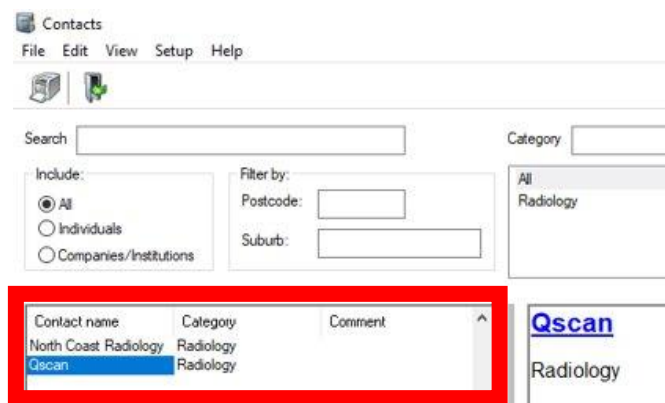 Contacts
File Edit View Setup Help
Search
Category
Include:
All
Individuals
Companies/Institutions
Filter by:
Postcode:
Suburb:
All
Radiology
Contact name Category Comment
North Coast Radiology Radiology
Qscan Radiology
Qscan
Radiology